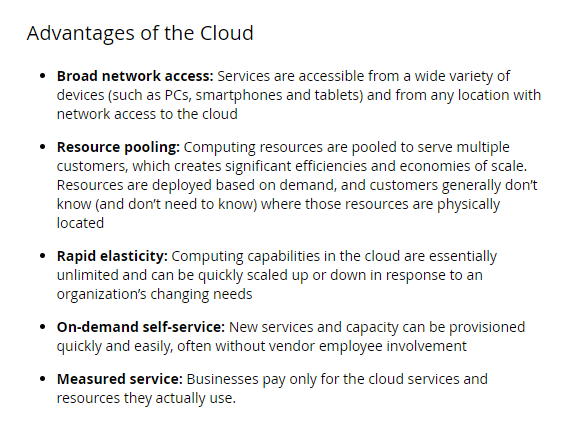 Advantages of the Cloud
• Broad network access: Services are accessible from a wide variety of
devices (such as PCs, smartphones and tablets) and from any location with
network access to the cloud
• Resource pooling: Computing resources are pooled to serve multiple
customers, which creates significant efficiencies and economies of scale.
Resources are deployed based on demand, and customers generally don’t
know (and don’t need to know) where those resources are physically
located
• Rapid elasticity: Computing capabilities in the cloud are essentially
unlimited and can be quickly scaled up or down in response to an
organization’s changing needs
• On-demand self-service: New services and capacity can be provisioned
quickly and easily, often without vendor employee involvement
• Measured service: Businesses pay only for the cloud services and
resources they actually use.